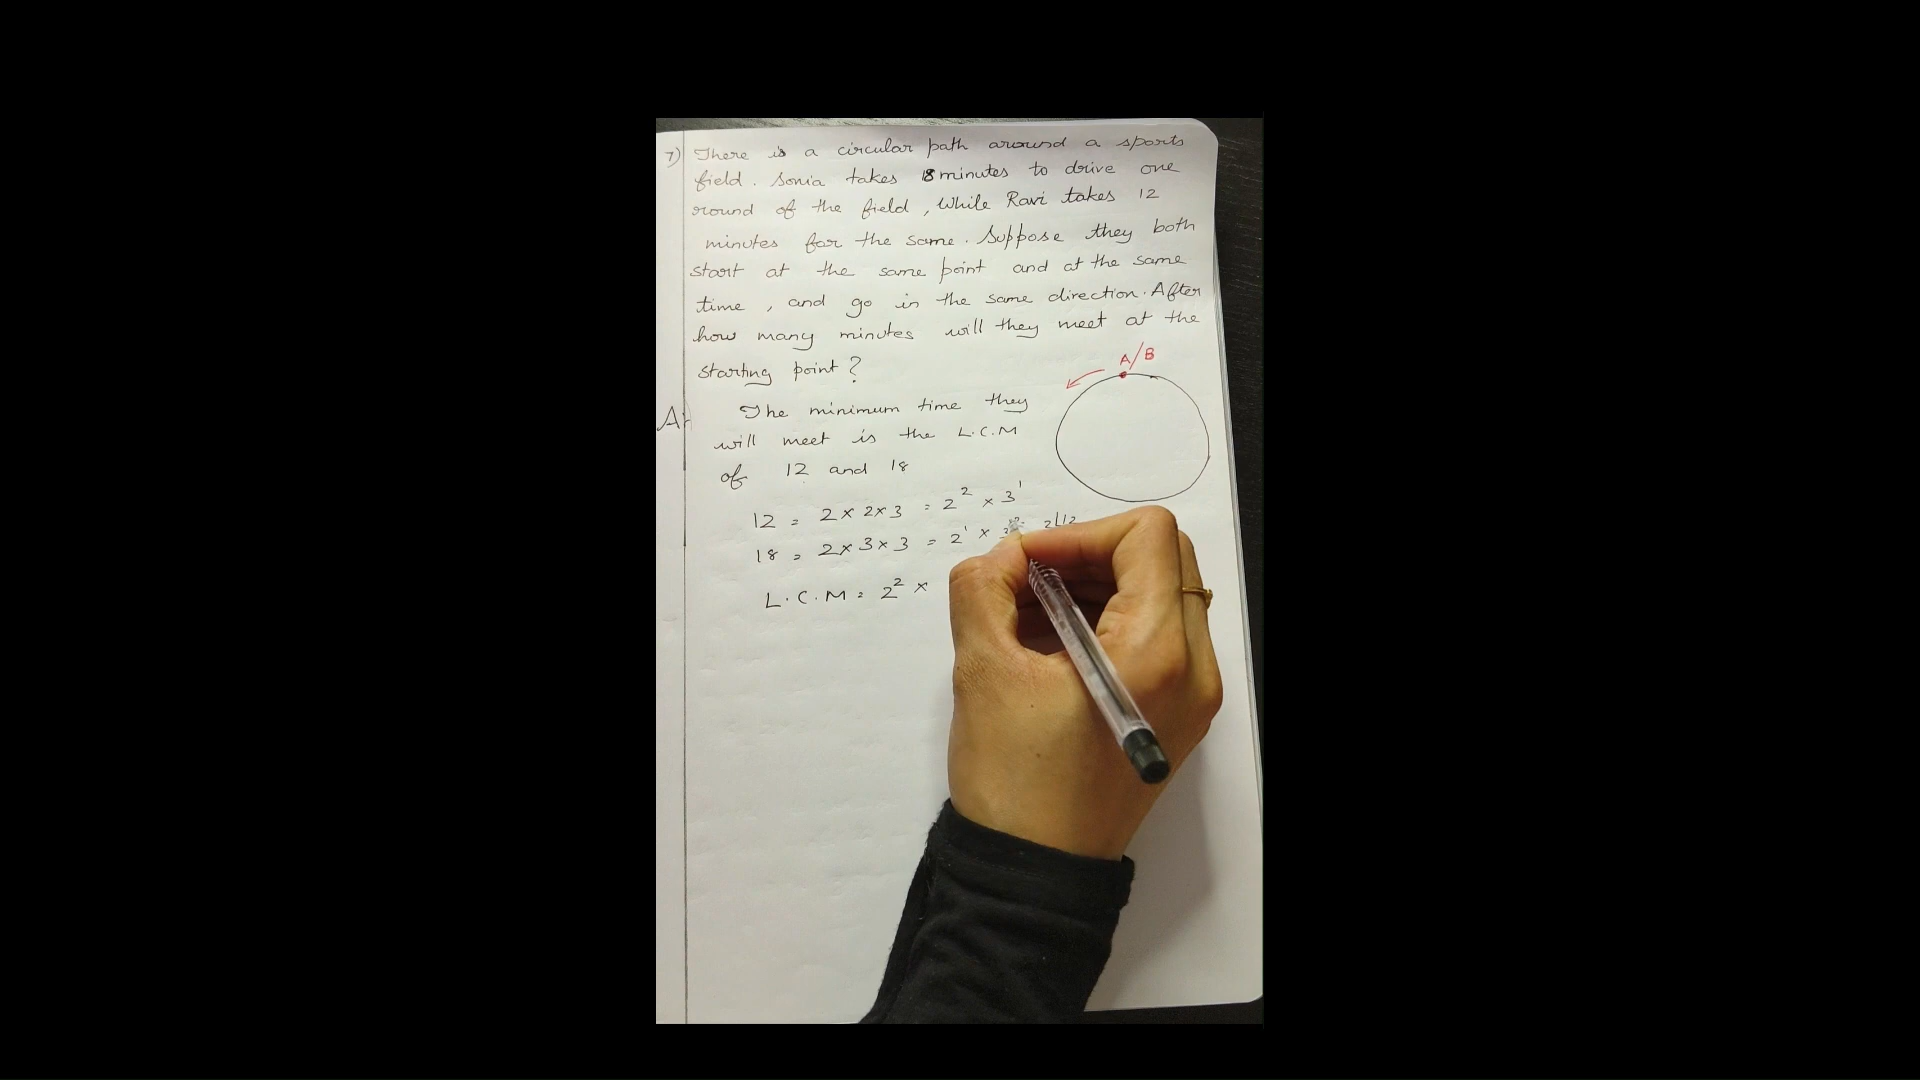 7) There is a circular path around a sports
field. Sonia takes 18 minutes to drive one
round of the field, while Ravi takes 12
minutes for the same. Suppose they both
start at the same point and at the same
time, and go in the same direction. After
how many minutes will they meet at the
starting point?
A/B
The minimum time they
will meet is the L.C.M
of 12 and 18
12 = 2 × 2 × 3 = 2² × 3¹
18 = 2 × 3 × 3 = 2¹ ×
2 12
L.C.M = 2² ×